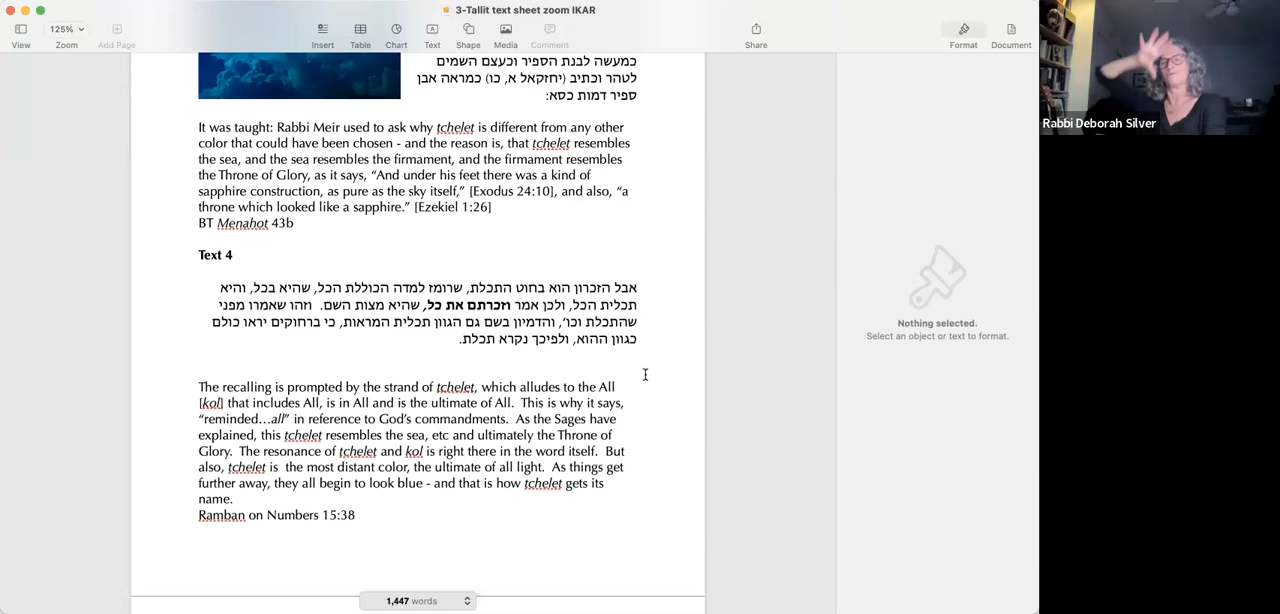 3-Tallit text sheet zoom IKAR
125%
View
Zoom
Add Page
Insert
Table
Chart
Text
Shape
Media
Comment
Share
Format
Document
כמעשה לבנת הספיר וכעצם השמים
לטהר וכתיב (יחזקאל א, כו) כמראה אבן
ספיר דמות כסא:
It was taught: Rabbi Meir used to ask why tchelet is different from any other
color that could have been chosen - and the reason is, that tchelet resembles
the sea, and the sea resembles the firmament, and the firmament resembles
the Throne of Glory, as it says, “And under his feet there was a kind of
sapphire construction, as pure as the sky itself,” [Exodus 24:10], and also, “a
throne which looked like a sapphire.” [Ezekiel 1:26]
BT Menahot 43b
Text 4
אבל הזכרון הוא בחוט התכלת, שרומז למדה הכוללת הכל, שהיא בכל, והיא
תכלית הכל, ולכן אמר וזכרתם את כל, שהיא מצות השם. וזהו שאמרו מפני
שהתכלת וכו', והדמיון בשם גם הגוון תכלית המראות, כי ברחוקים יראו כולם
כגוון ההוא, ולפיכך נקרא תכלת.
The recalling is prompted by the strand of tchelet, which alludes to the All
[kol] that includes All, is in All and is the ultimate of All. This is why it says,
“reminded...all” in reference to God’s commandments. As the Sages have
explained, this tchelet resembles the sea, etc and ultimately the Throne of
Glory. The resonance of tchelet and kol is right there in the word itself. But
also, tchelet is the most distant color, the ultimate of all light. As things get
further away, they all begin to look blue - and that is how tchelet gets its
name.
Ramban on Numbers 15:38
1,447 words
Nothing selected.
Select an object or text to format.
Rabbi Deborah Silver